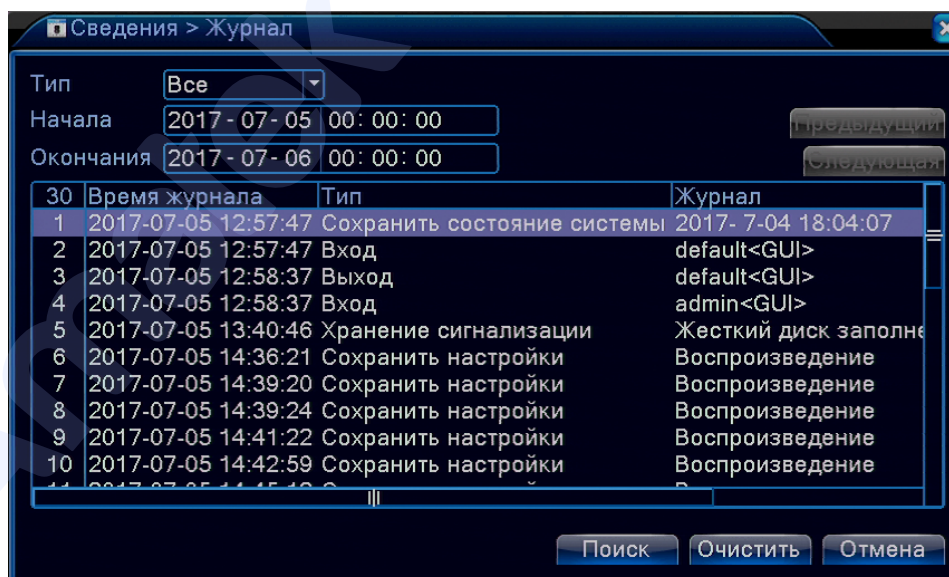 Сведения > Журнал
Тип Все
Начала 2017-07-05 00:00:00
Предыдущий
Окончания 2017-07-06 00:00:00
Следующая
30 Время журнала Тип Журнал
1 2017-07-05 12:57:47 Сохранить состояние системы 2017- 7-04 18:04:07
2 2017-07-05 12:57:47 Вход default<GUI>
3 2017-07-05 12:58:37 Выход default<GUI>
4 2017-07-05 12:58:37 Вход admin<GUI>
5 2017-07-05 13:40:46 Хранение сигнализации Жесткий диск заполне
6 2017-07-05 14:36:21 Сохранить настройки Воспроизведение
7 2017-07-05 14:39:20 Сохранить настройки Воспроизведение
8 2017-07-05 14:39:24 Сохранить настройки Воспроизведение
9 2017-07-05 14:41:22 Сохранить настройки Воспроизведение
10 2017-07-05 14:42:59 Сохранить настройки Воспроизведение
Поиск Очистить Отмена